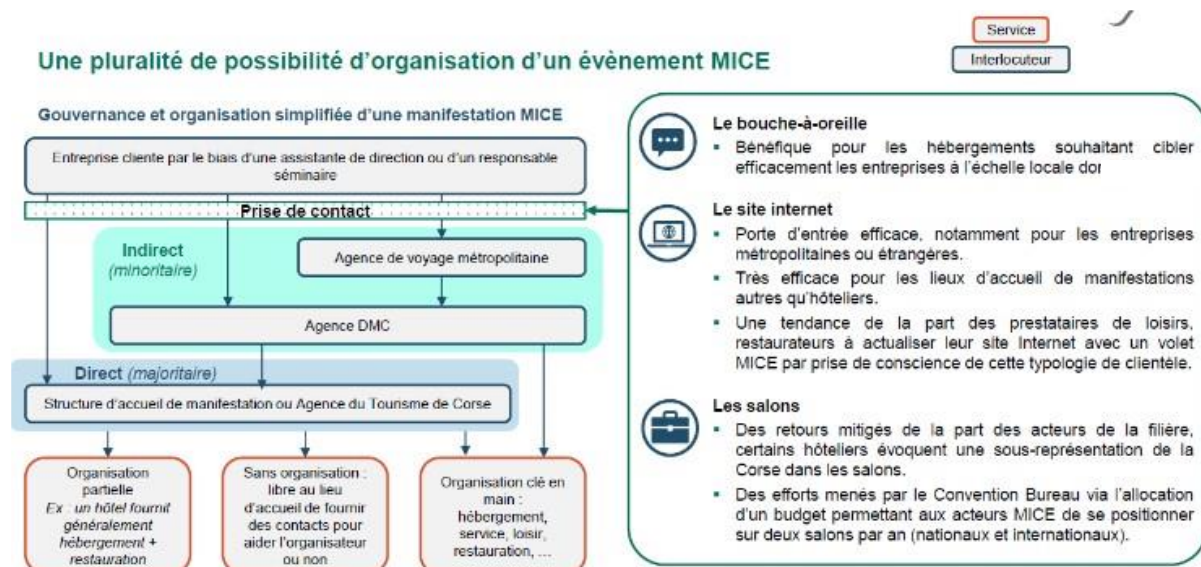 Service
Interlocuteur
Une pluralité de possibilité d'organisation d'un évènement MICE
Gouvernance et organisation simplifiée d'une manifestation MICE
Entreprise cliente par le biais d'une assistante de direction ou d'un responsable
séminaire
Prise de contact
Indirect
(minoritaire)
Agence de voyage métropolitaine
Agence DMC
Direct (majoritaire)
Structure d'accueil de manifestation ou Agence du Tourisme de Corse
Organisation
partielle
Ex : un hôtel fournit
généralement
hébergement +
restauration
Sans organisation :
libre au lieu
d'accueil de fournir
des contacts pour
aider l'organisateur
ou non
Organisation clé en
main :
hébergement,
service, loisir,
restauration, ...
Le bouche-à-oreille
▪ Bénéfique pour les hébergements souhaitant cibler
efficacement les entreprises à l'échelle locale dor
Le site internet
▪ Porte d'entrée efficace, notamment pour les entreprises
métropolitaines ou étrangères.
▪ Très efficace pour les lieux d'accueil de manifestations
autres qu'hôteliers.
▪ Une tendance de la part des prestataires de loisirs,
restaurateurs à actualiser leur site Internet avec un volet
MICE par prise de conscience de cette typologie de clientèle.
Les salons
▪ Des retours mitigés de la part des acteurs de la filière,
certains hôteliers évoquent une sous-représentation de la
Corse dans les salons.
▪ Des efforts menés par le Convention Bureau via l'allocation
d'un budget permettant aux acteurs MICE de se positionner
sur deux salons par an (nationaux et internationaux).